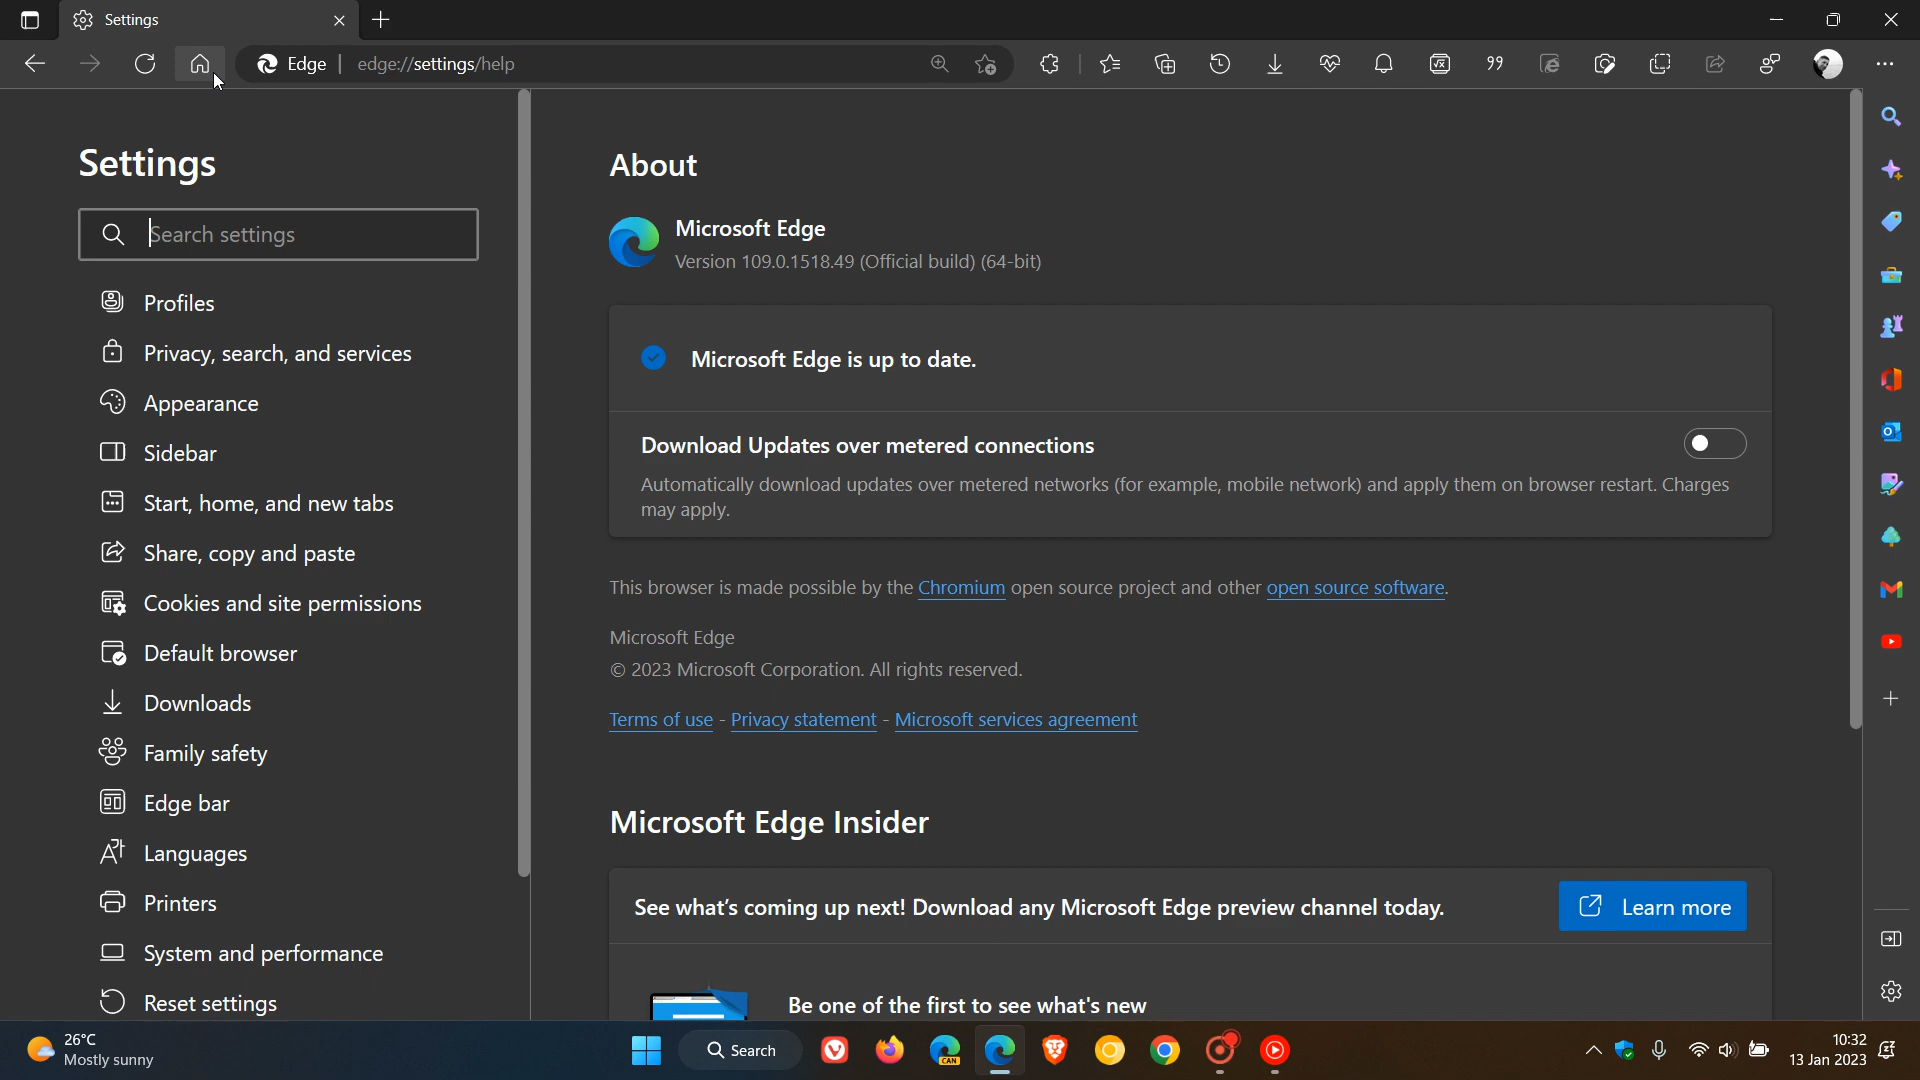 Settings
Edge
edge://settings/help
Settings
Search settings
Profiles
Privacy, search, and services
Appearance
Sidebar
Start, home, and new tabs
Share, copy and paste
Cookies and site permissions
Default browser
Downloads
Family safety
Edge bar
Languages
Printers
System and performance
Reset settings
About
Microsoft Edge
Version 109.0.1518.49 (Official build) (64-bit)
Microsoft Edge is up to date.
Download Updates over metered connections
Automatically download updates over metered networks (for example, mobile network) and apply them on browser restart. Charges
may apply.
This browser is made possible by the Chromium open source project and other open source software.
Microsoft Edge
© 2023 Microsoft Corporation. All rights reserved.
Terms of use - Privacy statement - Microsoft services agreement
Microsoft Edge Insider
See what's coming up next! Download any Microsoft Edge preview channel today.
Learn more
Be one of the first to see what's new
26°C
Mostly sunny
Search
CAN
10:32
13 Jan 2023